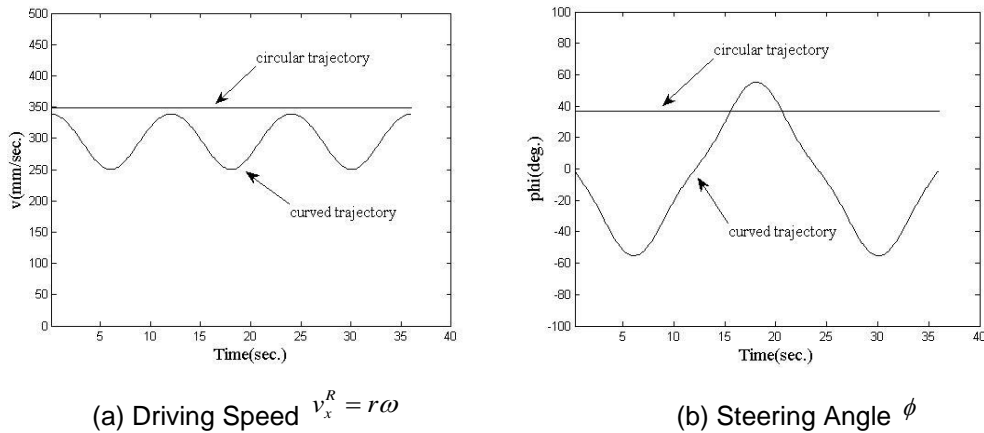 500
450
400
350
300
250
200
150
100
50
0
v(mm/sec.)
circular trajectory
curved trajectory
5 10 15 20 25 30 35 40
Time(sec.)
100
80
60
40
20
0
-20
-40
-60
-80
-100
phi(deg.)
circular trajectory
curved trajectory
5 10 15 20 25 30 35 40
Time(sec.)
(a) Driving Speed $v_x^R = r\omega$
(b) Steering Angle $\phi$